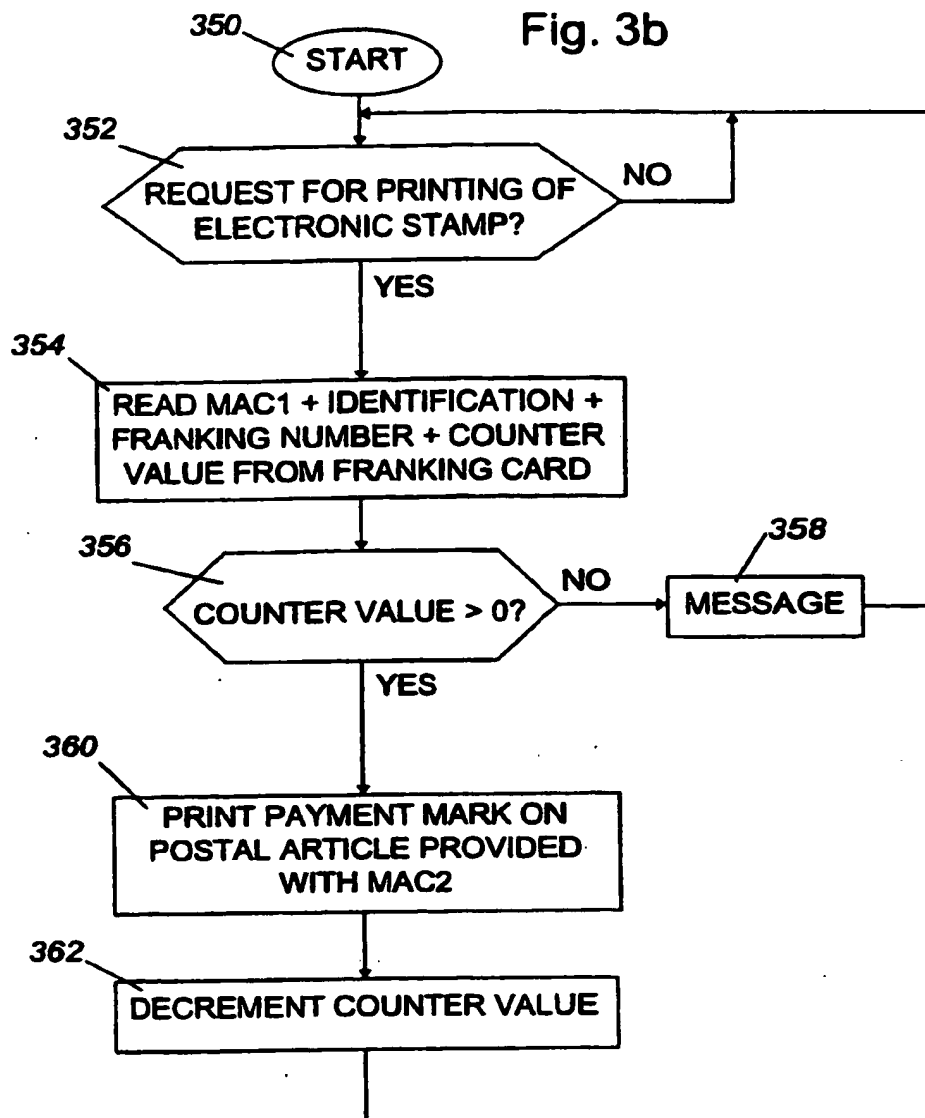 Fig. 3b
350
START
352
REQUEST FOR PRINTING OF
ELECTRONIC STAMP?
NO
YES
354
READ MAC1 + IDENTIFICATION +
FRANKING NUMBER + COUNTER
VALUE FROM FRANKING CARD
356
COUNTER VALUE > 0?
NO
358
MESSAGE
YES
360
PRINT PAYMENT MARK ON
POSTAL ARTICLE PROVIDED
WITH MAC2
362
DECREMENT COUNTER VALUE